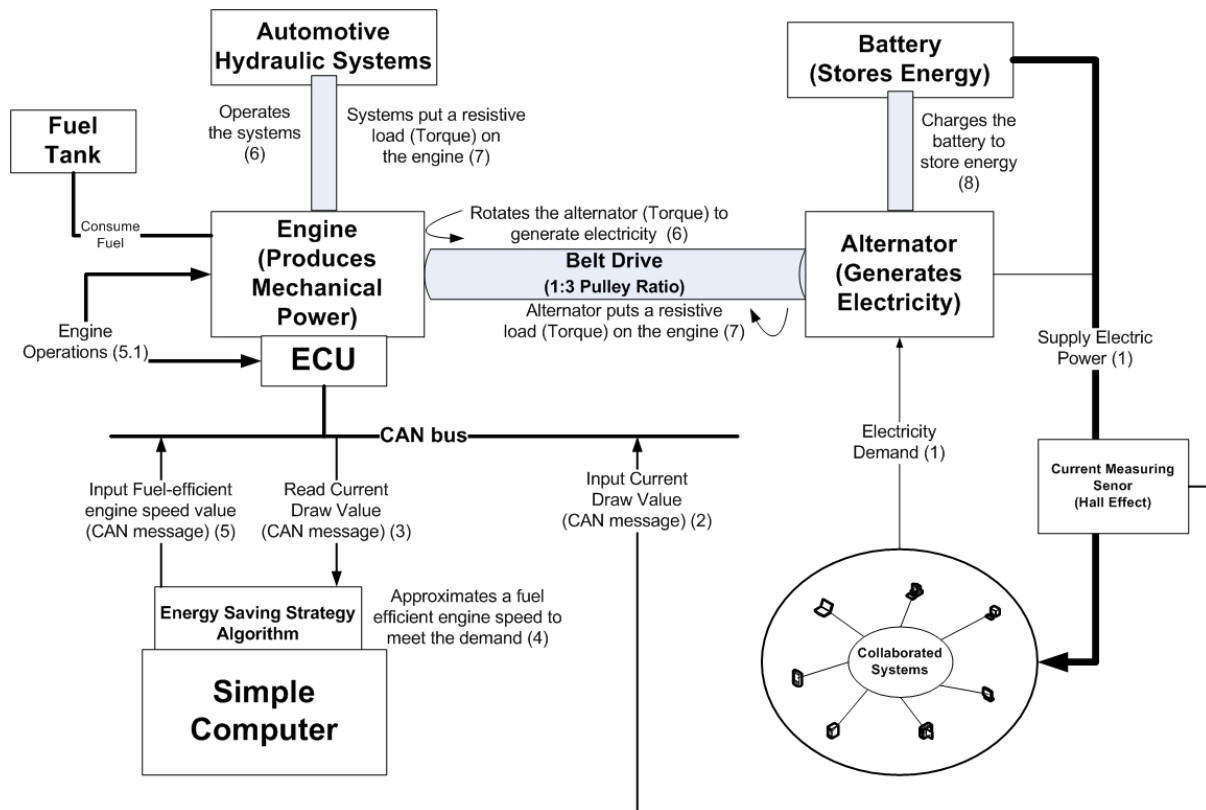 Automotive
Hydraulic Systems
Battery
(Stores Energy)
Fuel
Tank
Operates
the systems
(6)
Systems put a resistive
load (Torque) on
the engine (7)
Charges the
battery to
store energy
(8)
Consume
Fuel
Engine
(Produces
Mechanical
Power)
Rotates the alternator (Torque) to
generate electricity (6)
Belt Drive
(1:3 Pulley Ratio)
Alternator puts a resistive
load (Torque) on the engine (7)
Alternator
(Generates
Electricity)
Engine
Operations (5.1)
ECU
Supply Electric
Power (1)
CAN bus
Electricity
Demand (1)
Input Fuel-efficient
engine speed value
(CAN message) (5)
Read Current
Draw Value
(CAN message) (3)
Input Current
Draw Value
(CAN message) (2)
Current Measuring
Senor
(Hall Effect)
Energy Saving Strategy
Algorithm
Approximates a fuel
efficient engine speed to
meet the demand (4)
Simple
Computer
Collaborated
Systems